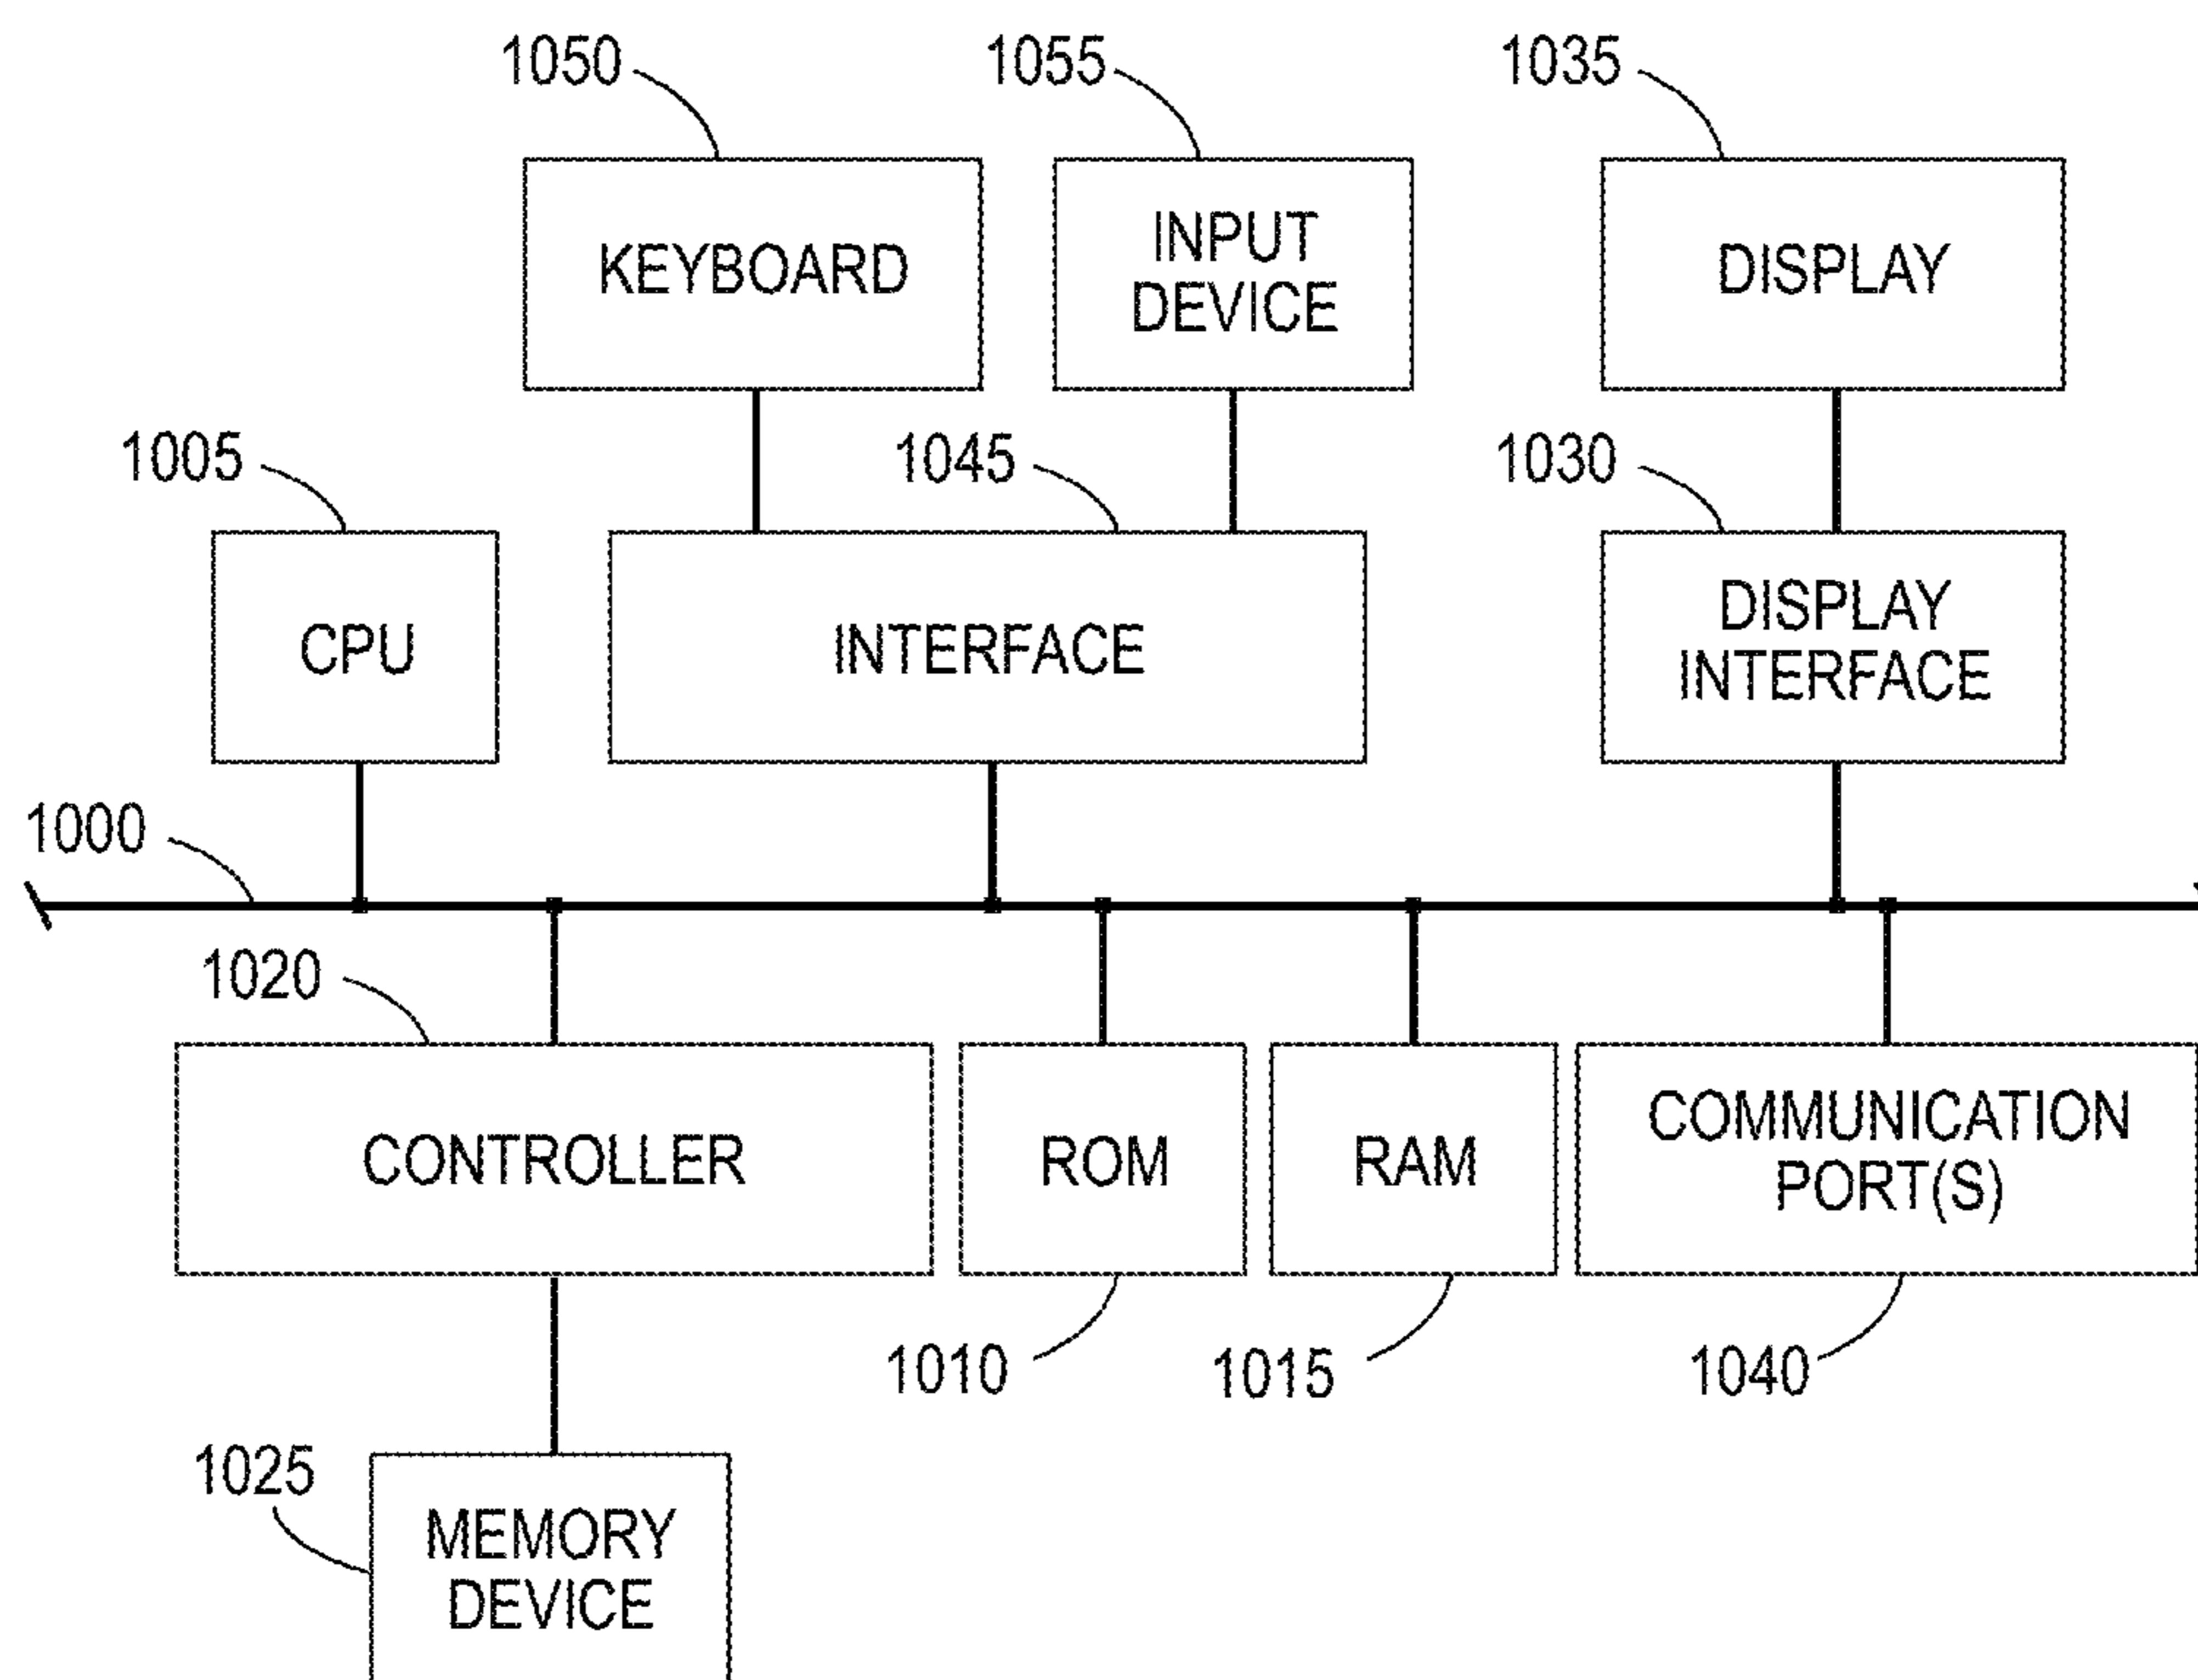 1050
1055
1035
KEYBOARD
INPUT
DEVICE
DISPLAY
1005
1045
1030
CPU
INTERFACE
DISPLAY
INTERFACE
1000
1020
CONTROLLER
ROM
RAM
COMMUNICATION
PORT(S)
1010
1015
1040
1025
MEMORY
DEVICE